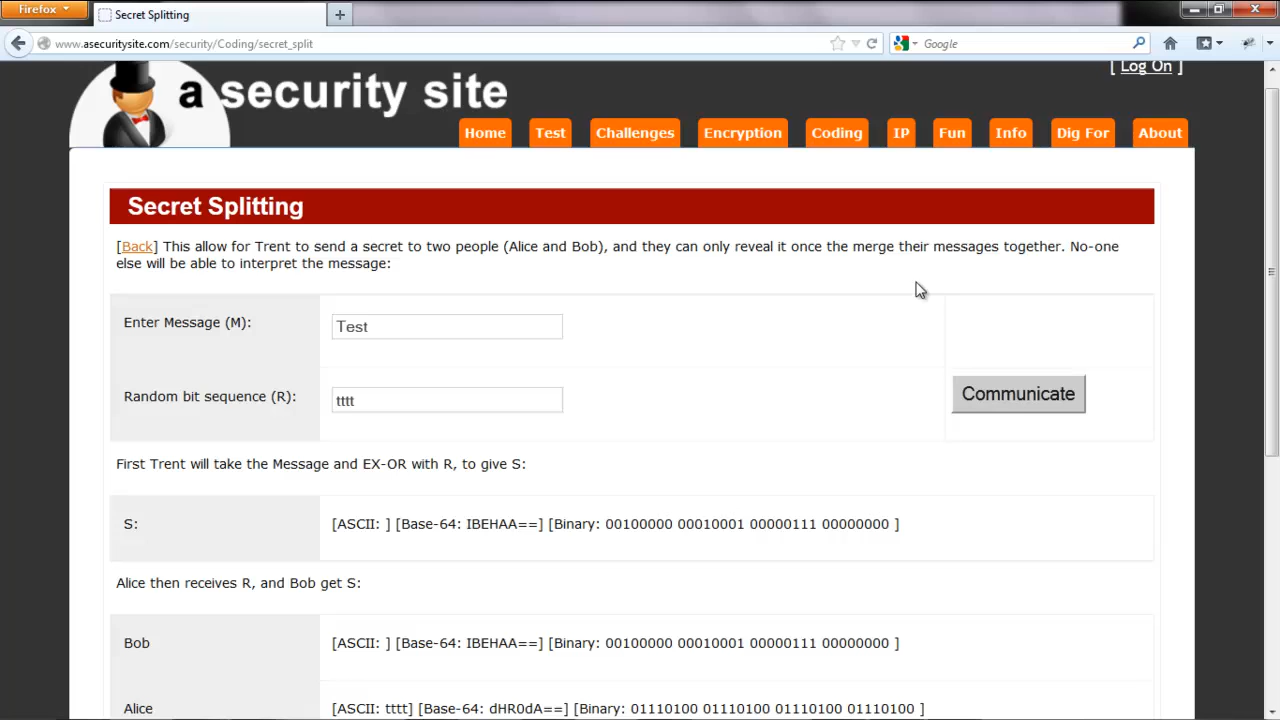 Firefox
Secret Splitting
www.asecuritysite.com/security/Coding/secret_split
Google
a security site
[ Log On ]
Home Test Challenges Encryption Coding IP Fun Info Dig For About
Secret Splitting
[Back] This allow for Trent to send a secret to two people (Alice and Bob), and they can only reveal it once the merge their messages together. No-one
else will be able to interpret the message:
Enter Message (M): Test
Random bit sequence (R): tttt Communicate
First Trent will take the Message and EX-OR with R, to give S:
S: [ASCII: ] [Base-64: IBEHAA==] [Binary: 00100000 00010001 00000111 00000000 ]
Alice then receives R, and Bob get S:
Bob [ASCII: ] [Base-64: IBEHAA==] [Binary: 00100000 00010001 00000111 00000000 ]
Alice [ASCII: tttt] [Base-64: dHR0dA==] [Binary: 01110100 01110100 01110100 01110100 ]